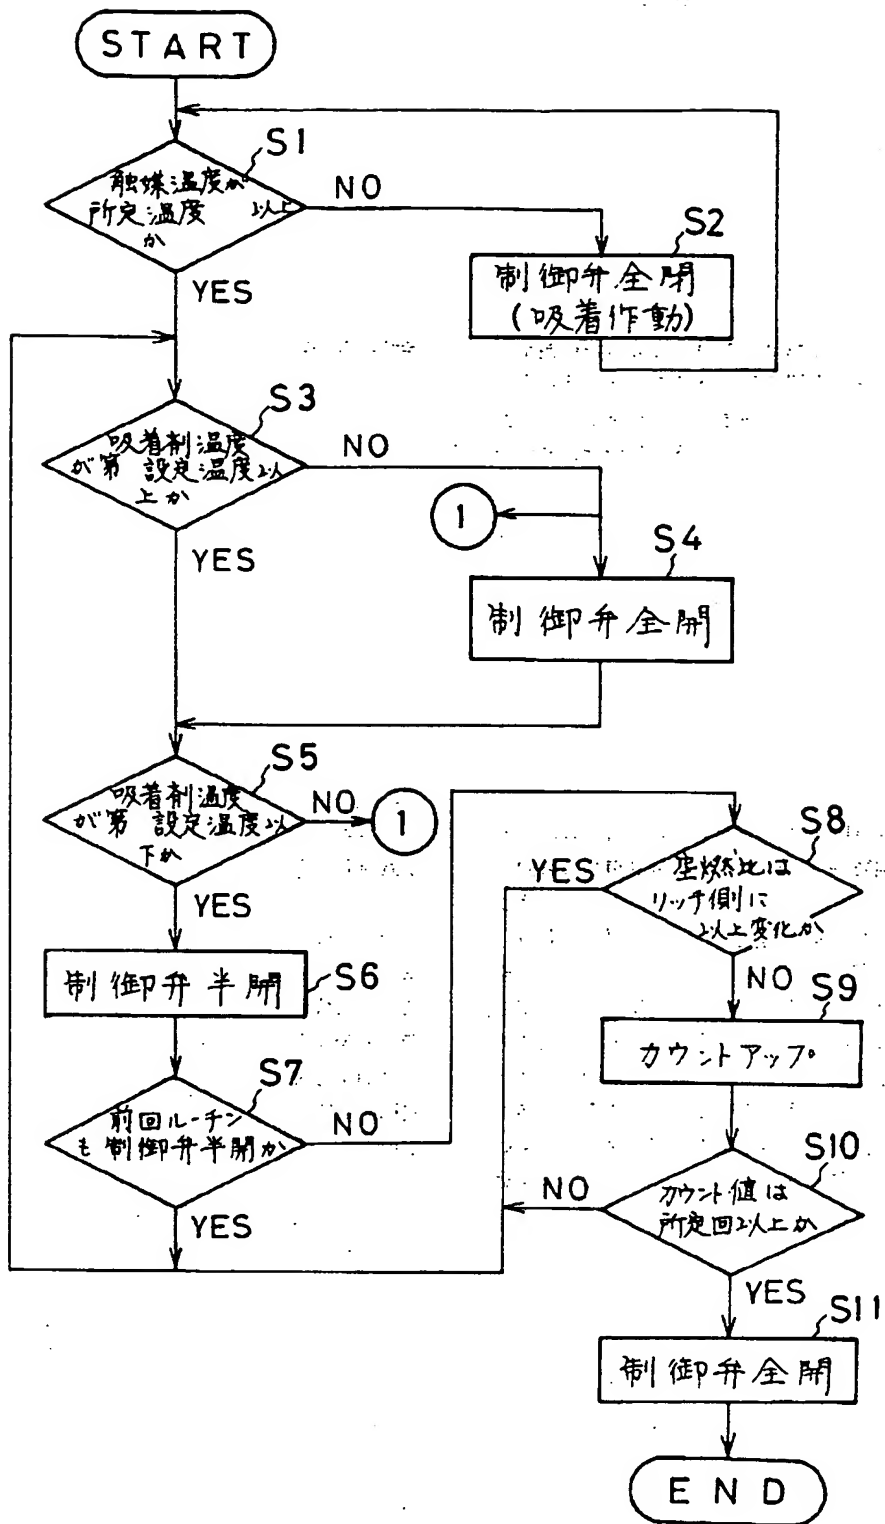 START
S1
触媒温度が
所定温度 以上
か
NO
YES
S2
制御弁全閉
(吸着作動)
S3
吸着剤温度
が第 設定温度以
上か
NO
YES
1
S4
制御弁全開
S5
吸着剤温度
が第 設定温度以
下か
NO
1
YES
S6
制御弁半開
S7
前回ルーチン
も制御弁半開か
NO
YES
S8
空燃比は
リッチ側に
以上変化か
YES
NO
S9
カウントアップ
S10
カウント値は
所定回以上か
NO
YES
S11
制御弁全開
END